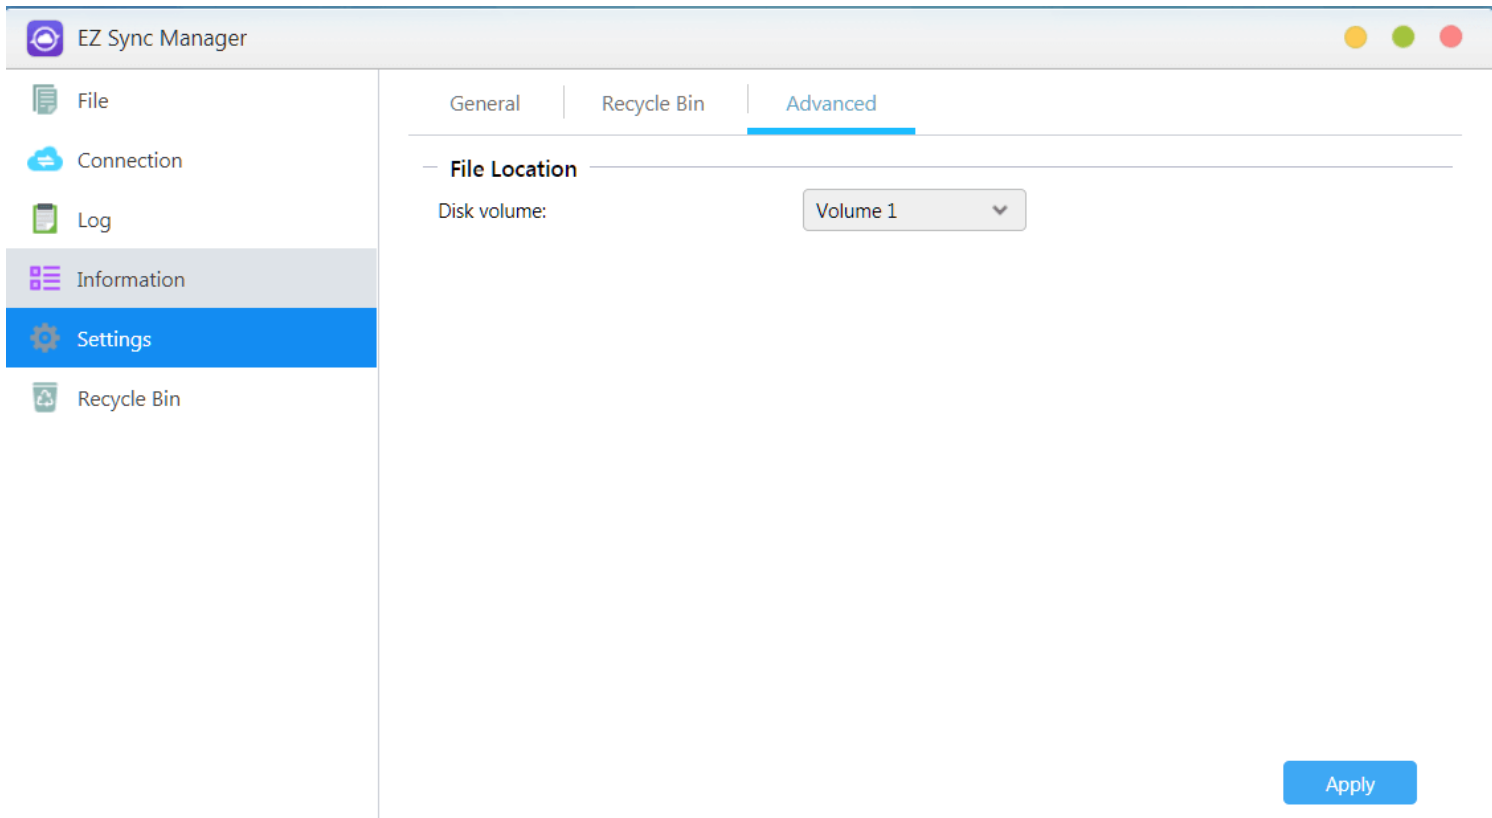 EZ Sync Manager
File
Connection
Log
Information
Settings
Recycle Bin
General
Recycle Bin
Advanced
File Location
Disk volume:
Volume 1
Apply